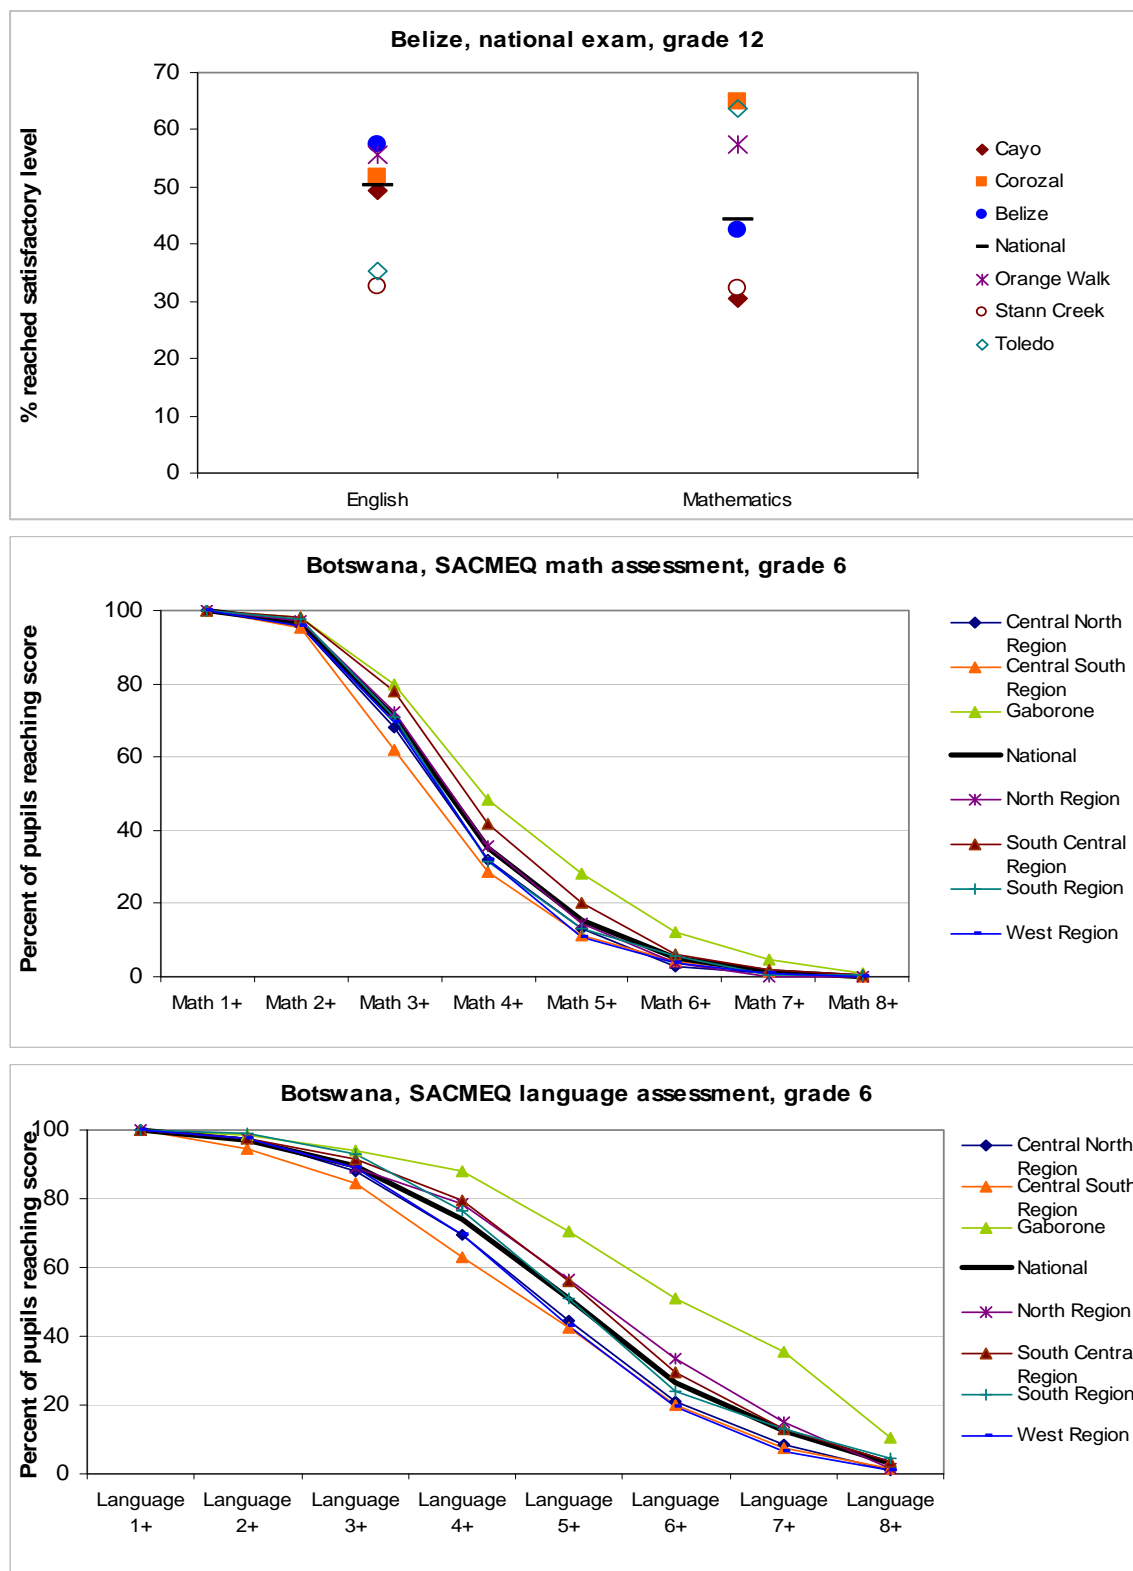 Belize, national exam, grade 12
% reached satisfactory level
70
60
50
40
30
20
10
0
English
Mathematics
Cayo
Corozal
Belize
National
Orange Walk
Stann Creek
Toledo
Botswana, SACMEQ math assessment, grade 6
Percent of pupils reaching score
100
80
60
40
20
0
Math 1+
Math 2+
Math 3+
Math 4+
Math 5+
Math 6+
Math 7+
Math 8+
Central North
Region
Central South
Region
Gaborone
National
North Region
South Central
Region
South Region
West Region
Botswana, SACMEQ language assessment, grade 6
Percent of pupils reaching score
100
80
60
40
20
0
Language
1+
Language
2+
Language
3+
Language
4+
Language
5+
Language
6+
Language
7+
Language
8+
Central North
Region
Central South
Region
Gaborone
National
North Region
South Central
Region
South Region
West Region